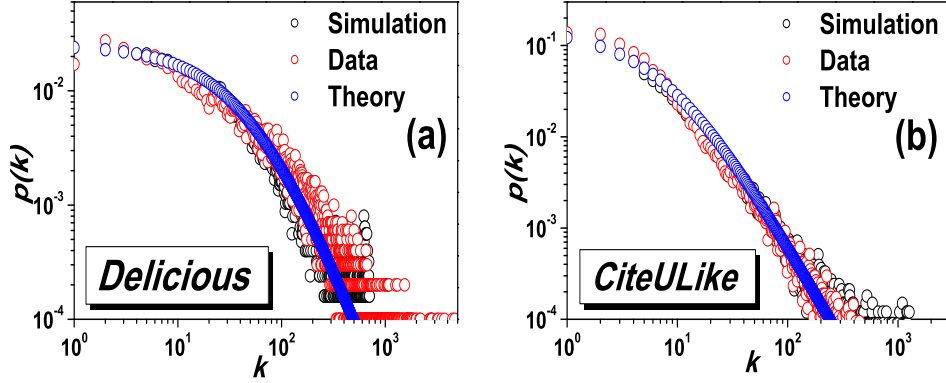 Simulation
Data
Theory
(a)
10^-2
10^-3
10^-4
p(k)
Delicious
10^0
10^1
10^2
10^3
k
Simulation
Data
Theory
(b)
10^-1
10^-2
10^-3
10^-4
p(k)
CiteULike
10^0
10^1
10^2
10^3
k